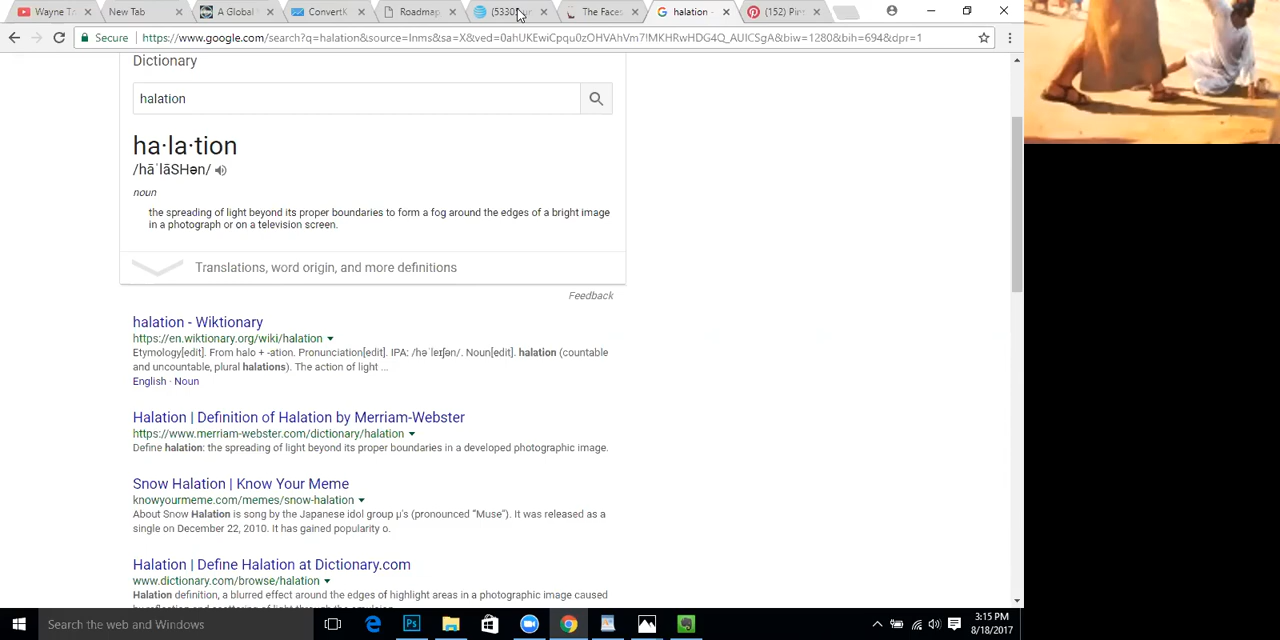 Wayne T
New Tab
A Global
ConvertK
Roadmap
(5330)
The Faces
halation -
(152) Pin
Secure
https://www.google.com/search?q=halation&source=lnms&sa=X&ved=0ahUKEwiCpqu0zOHVAhVm7IMKHRwHDG4Q_AUICSgA&biw=1280&bih=694&dpr=1
Dictionary
halation
ha·la·tion
/hāˈlāSHən/
noun
the spreading of light beyond its proper boundaries to form a fog around the edges of a bright image
in a photograph or on a television screen.
Translations, word origin, and more definitions
Feedback
halation - Wiktionary
https://en.wiktionary.org/wiki/halation
Etymology[edit]. From halo + -ation. Pronunciation[edit]. IPA: /həˈleɪʃən/. Noun[edit]. halation (countable
and uncountable, plural halations). The action of light ...
English · Noun
Halation | Definition of Halation by Merriam-Webster
https://www.merriam-webster.com/dictionary/halation
Define halation: the spreading of light beyond its proper boundaries in a developed photographic image.
Snow Halation | Know Your Meme
knowyourmeme.com/memes/snow-halation
About Snow Halation is song by the Japanese idol group μ's (pronounced "Muse"). It was released as a
single on December 22, 2010. It has gained popularity o.
Halation | Define Halation at Dictionary.com
www.dictionary.com/browse/halation
Halation definition, a blurred effect around the edges of highlight areas in a photographic image caused
Search the web and Windows
Ps
3:15 PM
8/18/2017